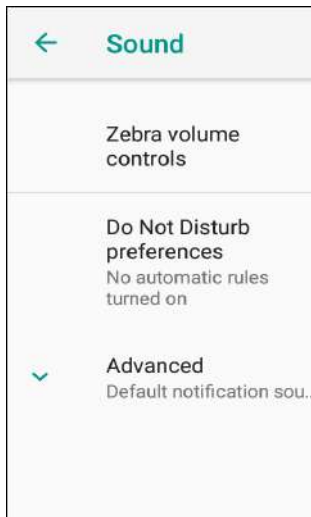 Sound
Zebra volume
controls
Do Not Disturb
preferences
No automatic rules
turned on
Advanced
Default notification sou..